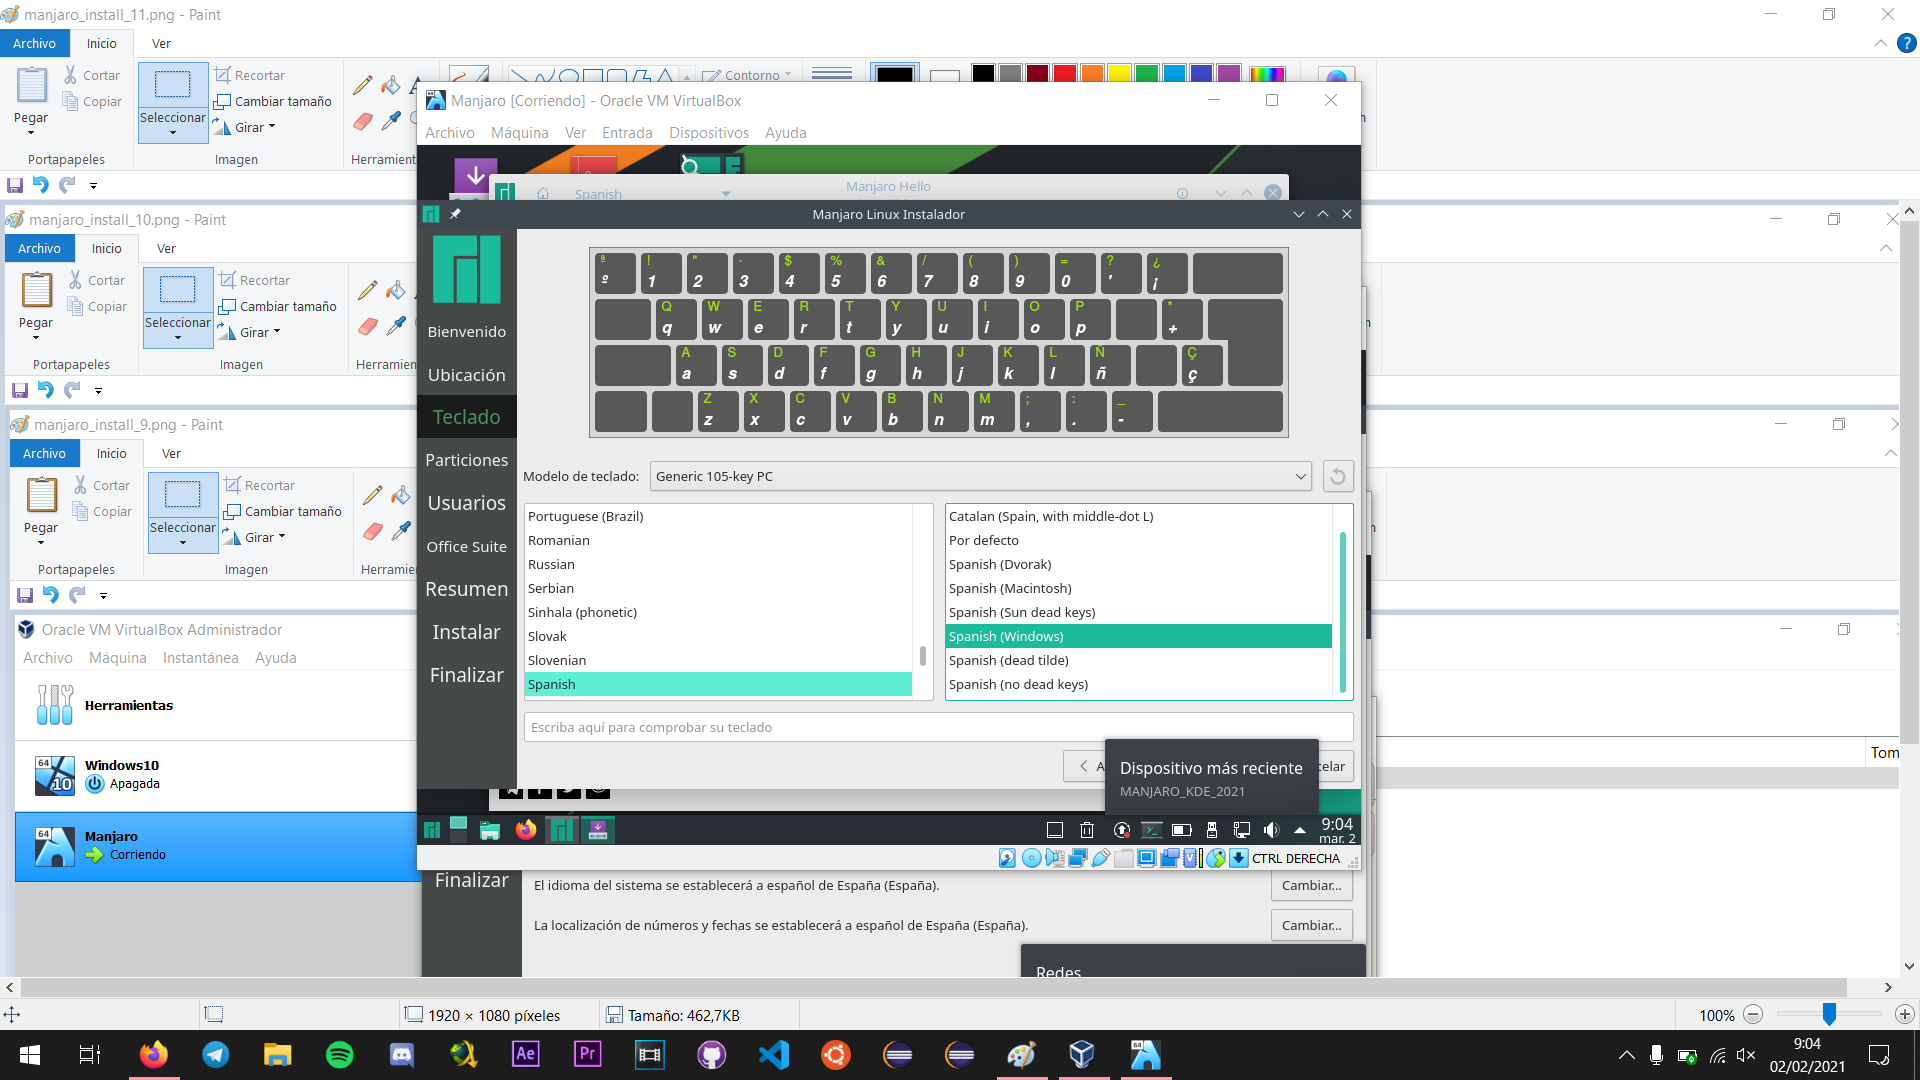 manjaro_install_11.png - Paint
Archivo
Inicio
Ver
Pegar
Cortar
Copiar
Seleccionar
Recortar
Cambiar tamaño
Girar
Contorno
Portapapeles
Imagen
Herramient
manjaro_install_10.png - Paint
Archivo
Inicio
Ver
Pegar
Cortar
Copiar
Seleccionar
Recortar
Cambiar tamaño
Girar
Portapapeles
Imagen
Herramien
manjaro_install_9.png - Paint
Archivo
Inicio
Ver
Pegar
Cortar
Copiar
Seleccionar
Recortar
Cambiar tamaño
Girar
Portapapeles
Imagen
Herramie
Oracle VM VirtualBox Administrador
Archivo Máquina Instantánea Ayuda
Herramientas
Windows10
Apagada
Manjaro
Corriendo
Manjaro [Corriendo] - Oracle VM VirtualBox
Archivo Máquina Ver Entrada Dispositivos Ayuda
Spanish
Manjaro Hello
Manjaro Linux Instalador
Bienvenido
Ubicación
Teclado
Particiones
Usuarios
Office Suite
Resumen
Instalar
Finalizar
ª ! " · $ % & / ( ) = ? ¿
º 1 2 3 4 5 6 7 8 9 0 ' ¡
Q W E R T Y U I O P *
q w e r t y u i o p +
A S D F G H J K L Ñ Ç
a s d f g h j k l ñ ç
Z X C V B N M ; : _
z x c v b n m , . -
Modelo de teclado:
Generic 105-key PC
Portuguese (Brazil)
Romanian
Russian
Serbian
Sinhala (phonetic)
Slovak
Slovenian
Spanish
Catalan (Spain, with middle-dot L)
Por defecto
Spanish (Dvorak)
Spanish (Macintosh)
Spanish (Sun dead keys)
Spanish (Windows)
Spanish (dead tilde)
Spanish (no dead keys)
Escriba aquí para comprobar su teclado
A
celar
Dispositivo más reciente
MANJARO_KDE_2021
9:04
mar. 2
CTRL DERECHA
Finalizar
El idioma del sistema se establecerá a español de España (España).
Cambiar...
La localización de números y fechas se establecerá a español de España (España).
Cambiar...
Redes
Tom
1920 × 1080 píxeles
Tamaño: 462,7KB
100%
9:04
02/02/2021